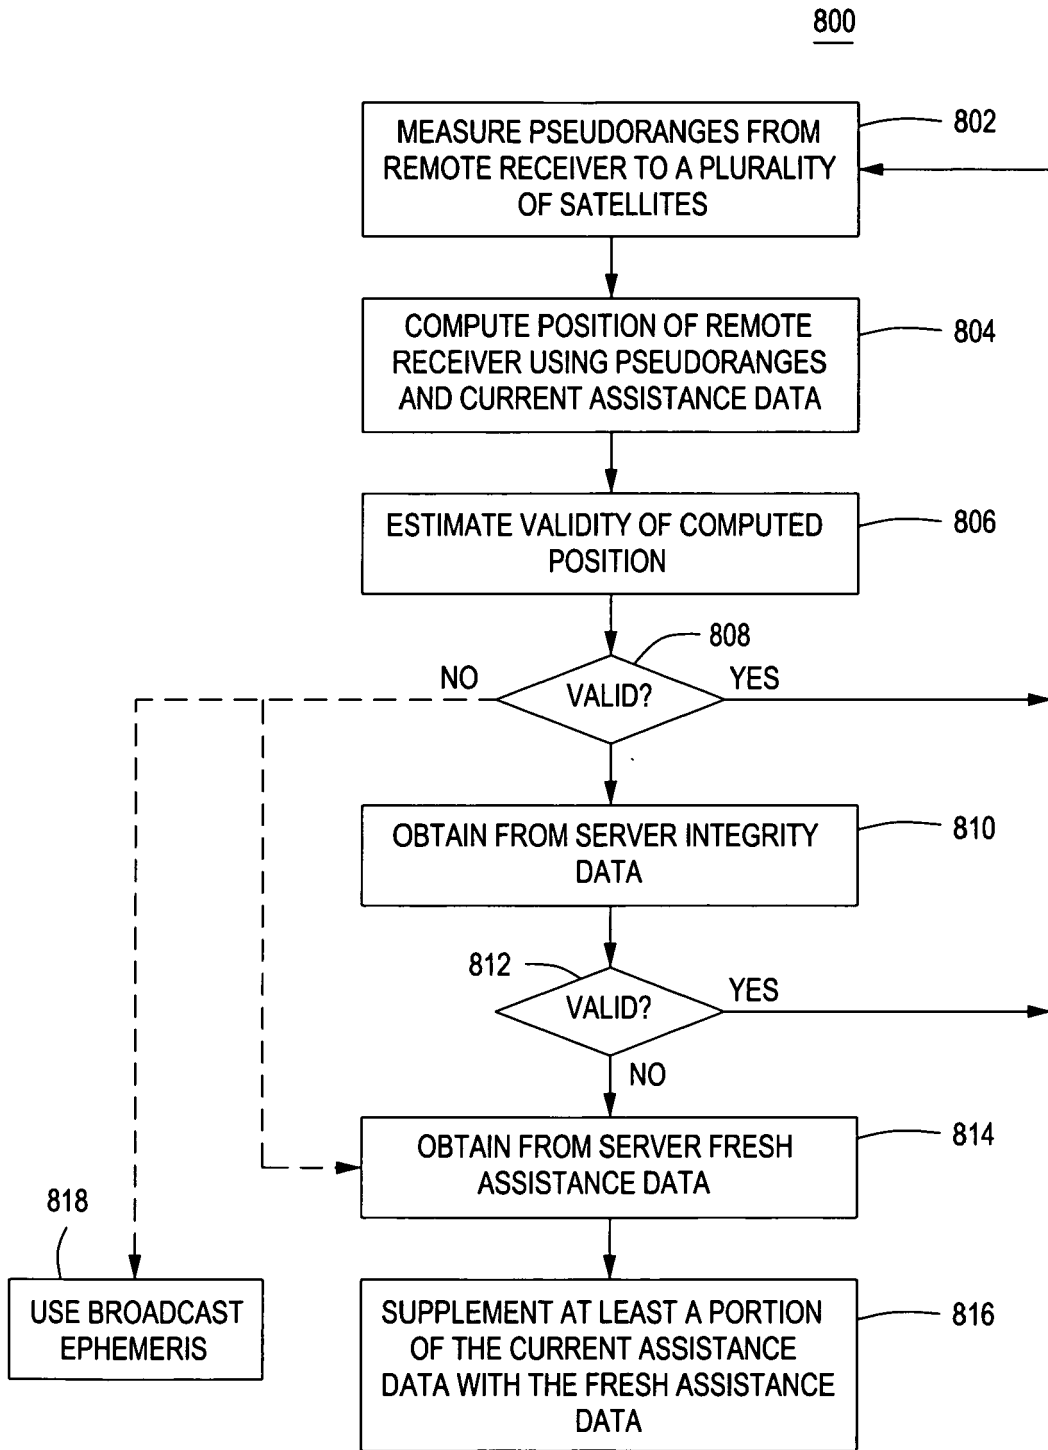 800
MEASURE PSEUDORANGES FROM
REMOTE RECEIVER TO A PLURALITY
OF SATELLITES
802
COMPUTE POSITION OF REMOTE
RECEIVER USING PSEUDORANGES
AND CURRENT ASSISTANCE DATA
804
ESTIMATE VALIDITY OF COMPUTED
POSITION
806
808
NO
VALID?
YES
OBTAIN FROM SERVER INTEGRITY
DATA
810
812
VALID?
YES
NO
OBTAIN FROM SERVER FRESH
ASSISTANCE DATA
814
818
USE BROADCAST
EPHEMERIS
SUPPLEMENT AT LEAST A PORTION
OF THE CURRENT ASSISTANCE
DATA WITH THE FRESH ASSISTANCE
DATA
816